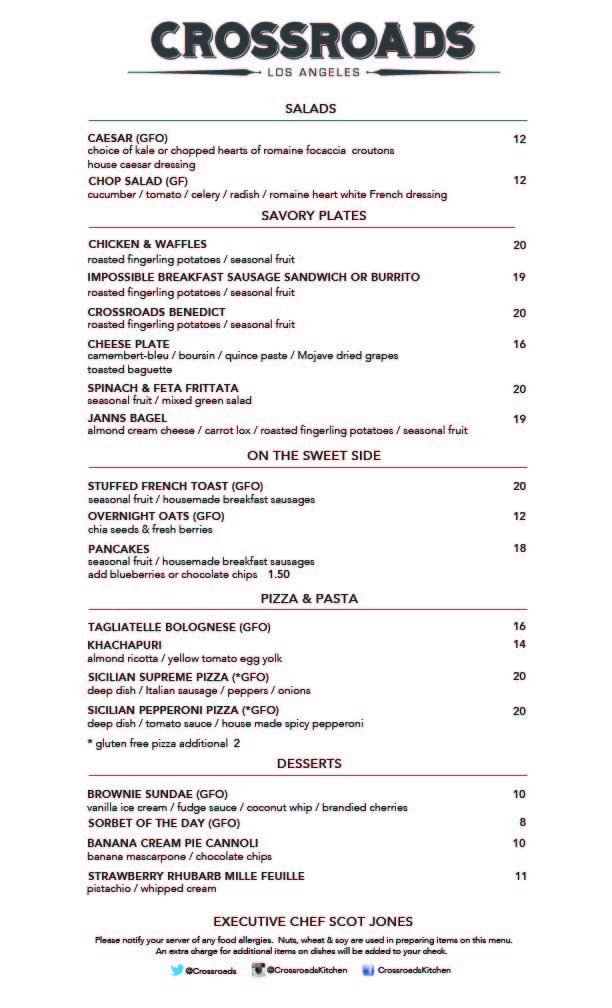 CROSSROADS
LOS ANGELES
SALADS
CAESAR (GFO) 12
choice of kale or chopped hearts of romaine focaccia croutons
house caesar dressing
CHOP SALAD (GF) 12
cucumber / tomato / celery / radish / romaine heart white French dressing
SAVORY PLATES
CHICKEN & WAFFLES 20
roasted fingerling potatoes / seasonal fruit
IMPOSSIBLE BREAKFAST SAUSAGE SANDWICH OR BURRITO 19
roasted fingerling potatoes / seasonal fruit
CROSSROADS BENEDICT 20
roasted fingerling potatoes / seasonal fruit
CHEESE PLATE 16
camembert-bleu / boursin / quince paste / Mojave dried grapes
toasted baguette
SPINACH & FETA FRITTATA 20
seasonal fruit / mixed green salad
JANNS BAGEL 19
almond cream cheese / carrot lox / roasted fingerling potatoes / seasonal fruit
ON THE SWEET SIDE
STUFFED FRENCH TOAST (GFO) 20
seasonal fruit / housemade breakfast sausages
OVERNIGHT OATS (GFO) 12
chia seeds & fresh berries
PANCAKES 18
seasonal fruit / housemade breakfast sausages
add blueberries or chocolate chips 1.50
PIZZA & PASTA
TAGLIATELLE BOLOGNESE (GFO) 16
KHACHAPURI 14
almond ricotta / yellow tomato egg yolk
SICILIAN SUPREME PIZZA (*GFO) 20
deep dish / Italian sausage / peppers / onions
SICILIAN PEPPERONI PIZZA (*GFO) 20
deep dish / tomato sauce / house made spicy pepperoni
* gluten free pizza additional 2
DESSERTS
BROWNIE SUNDAE (GFO) 10
vanilla ice cream / fudge sauce / coconut whip / brandied cherries
SORBET OF THE DAY (GFO) 8
BANANA CREAM PIE CANNOLI 10
banana mascarpone / chocolate chips
STRAWBERRY RHUBARB MILLE FEUILLE 11
pistachio / whipped cream
EXECUTIVE CHEF SCOT JONES
Please notify your server of any food allergies. Nuts, wheat & soy are used in preparing items on this menu.
An extra charge for additional items on dishes will be added to your check.
@Crossroads @CrossroadsKitchen CrossroadsKitchen